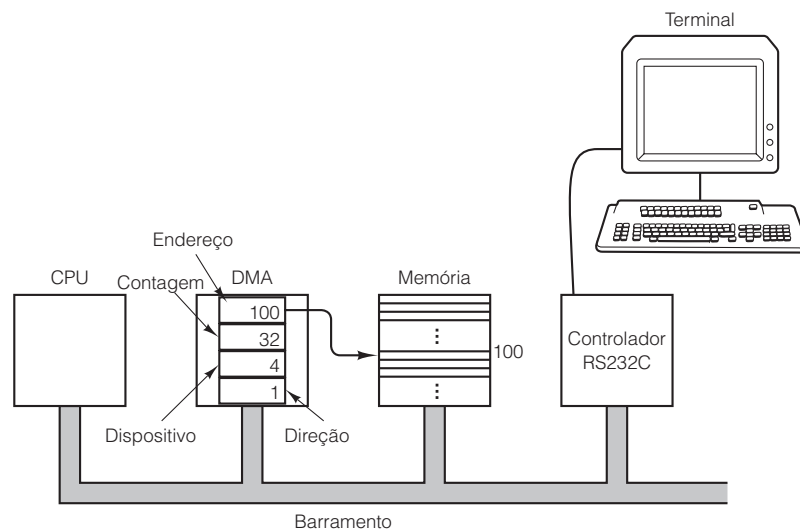 Terminal
Endereço
CPU
Contagem
DMA
Memória
100
32
4
1
100
Controlador
RS232C
Dispositivo
Direção
Barramento